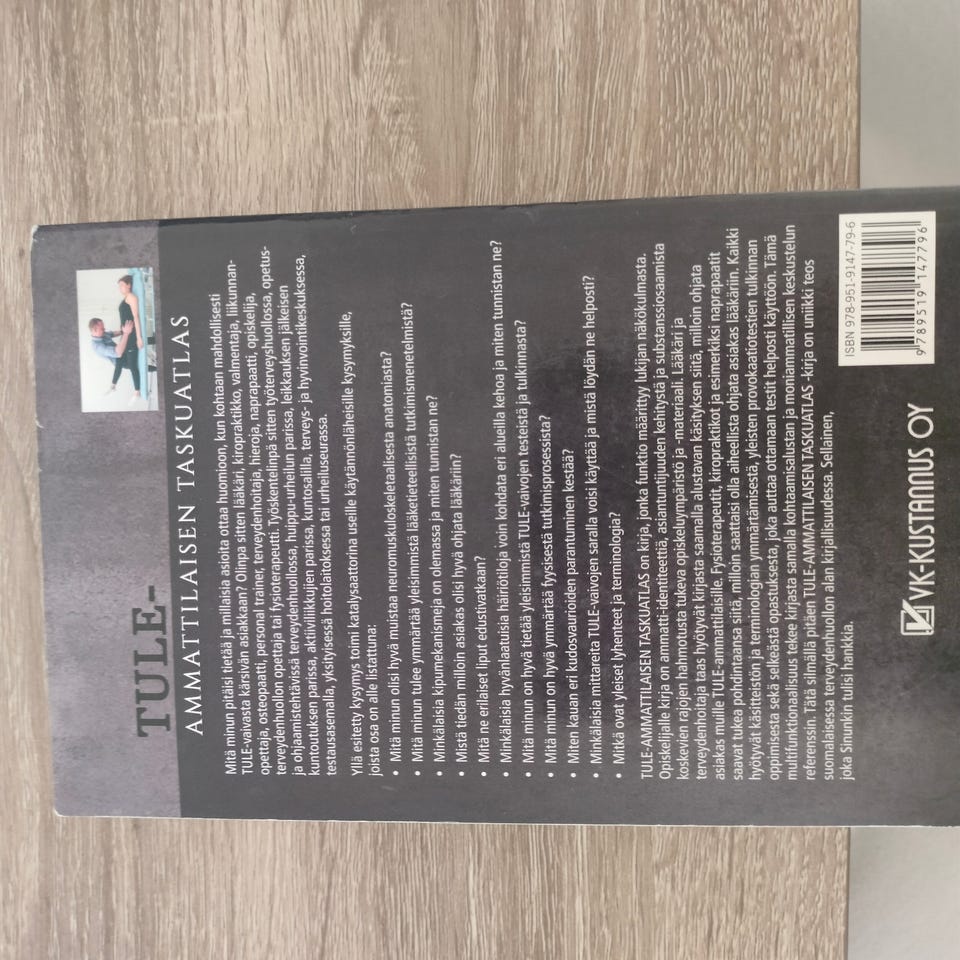 TULE-
AMMATTILAISEN TASKUATLAS
Mitä minun pitäisi tietää ja millaisia asioita ottaa huomioon, kun kohtaan mahdollisesti
TULE-vaivasta kärsivän asiakkaan? Olinpa sitten lääkäri, kiropraktikko, valmentaja, liikunnan-
opettaja, osteopaatti, personal trainer, terveydenhoitaja, hieroja, naprapaatti, opiskelija,
terveydenhuollon opettaja tai fysioterapeutti. Työskentelinpä sitten työterveyshuollossa, opetus-
ja ohjaamistehtävissä terveydenhuollossa, huippu-urheilun parissa, leikkauksen jälkeisen
kuntoutuksen parissa, aktiiviliikkujien parissa, kuntosalilla, terveys- ja hyvinvointikeskuksessa,
testausasemalla, yksityisessä hoitolaitoksessa tai urheiluseurassa.
Yllä esitetty kysymys toimi katalysaattorina useille käytännönläheisille kysymyksille,
joista osa on alle listattuna:
• Mitä minun olisi hyvä muistaa neuromuskuloskeletaalisesta anatomiasta?
• Mitä minun tulee ymmärtää yleisimmistä lääketieteellisistä tutkimismenetelmistä?
• Minkälaisia kipumekanismeja on olemassa ja miten tunnistan ne?
• Mistä tiedän milloin asiakas olisi hyvä ohjata lääkäriin?
• Mitä ne erilaiset liput edustivatkaan?
• Minkälaisia hyvänlaatuisia häiriötiloja voin kohdata eri alueilla kehoa ja miten tunnistan ne?
• Mitä minun on hyvä tietää yleisimmistä TULE-vaivojen testeistä ja tulkinnasta?
• Mitä minun on hyvä ymmärtää fyysisestä tutkimisprosessista?
• Miten kauan eri kudosvaurioiden parantuminen kestää?
• Minkälaisia mittareita TULE-vaivojen saralla voisi käyttää ja mistä löydän ne helposti?
• Mitkä ovat yleiset lyhenteet ja terminologia?
TULE-AMMATTILAISEN TASKUATLAS on kirja, jonka funktio määrittyy lukijan näkökulmasta.
Opiskelijalle kirja on ammatti-identiteettiä, asiantuntijuuden kehitystä ja substanssiosaamista
koskevien rajojen hahmotusta tukeva opiskeluympäristö ja -materiaali. Lääkäri ja
terveydenhoitaja taas hyötyvät kirjasta saamalla alustavan käsityksen siitä, milloin ohjata
asiakas muille TULE-ammattilaisille. Fysioterapeutit, kiropraktikot ja esimerkiksi naprapaatit
saavat tukea pohdintaansa siitä, milloin saattaisi olla aiheellista ohjata asiakas lääkäriin. Kaikki
hyötyvät käsitteistön ja terminologian ymmärtämisestä, yleisten provokaatiotestien tulkinnan
oppimisesta sekä selkeästä opastuksesta, joka auttaa ottamaan testit helposti käyttöön. Tämä
multifunktionaalisuus tekee kirjasta samalla kohtaamisalustan ja moniammatillisen keskustelun
referenssin. Tätä silmällä pitäen TULE-AMMATTILAISEN TASKUATLAS -kirja on uniikki teos
suomalaisessa terveydenhuollon alan kirjallisuudessa. Sellainen,
joka Sinunkin tulisi hankkia.
VK-KUSTANNUS OY
ISBN 978-951-9147-79-6
9 789519 147796